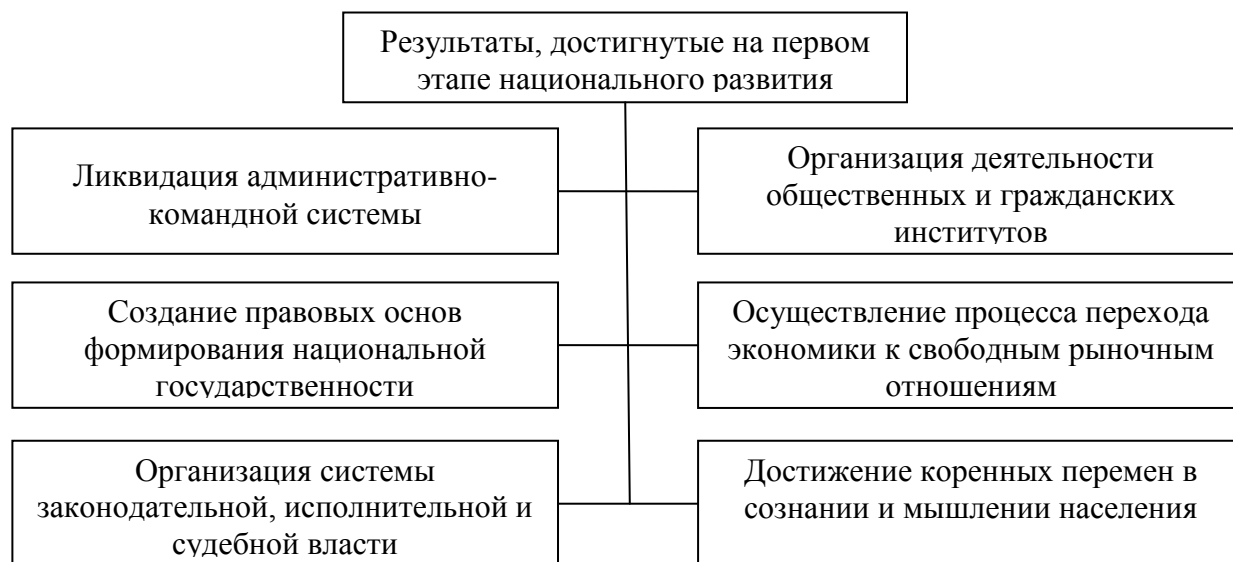 Результаты, достигнутые на первом
этапе национального развития
Ликвидация административно-
командной системы
Организация деятельности
общественных и гражданских
институтов
Создание правовых основ
формирования национальной
государственности
Осуществление процесса перехода
экономики к свободным рыночным
отношениям
Организация системы
законодательной, исполнительной и
судебной власти
Достижение коренных перемен в
сознании и мышлении населения